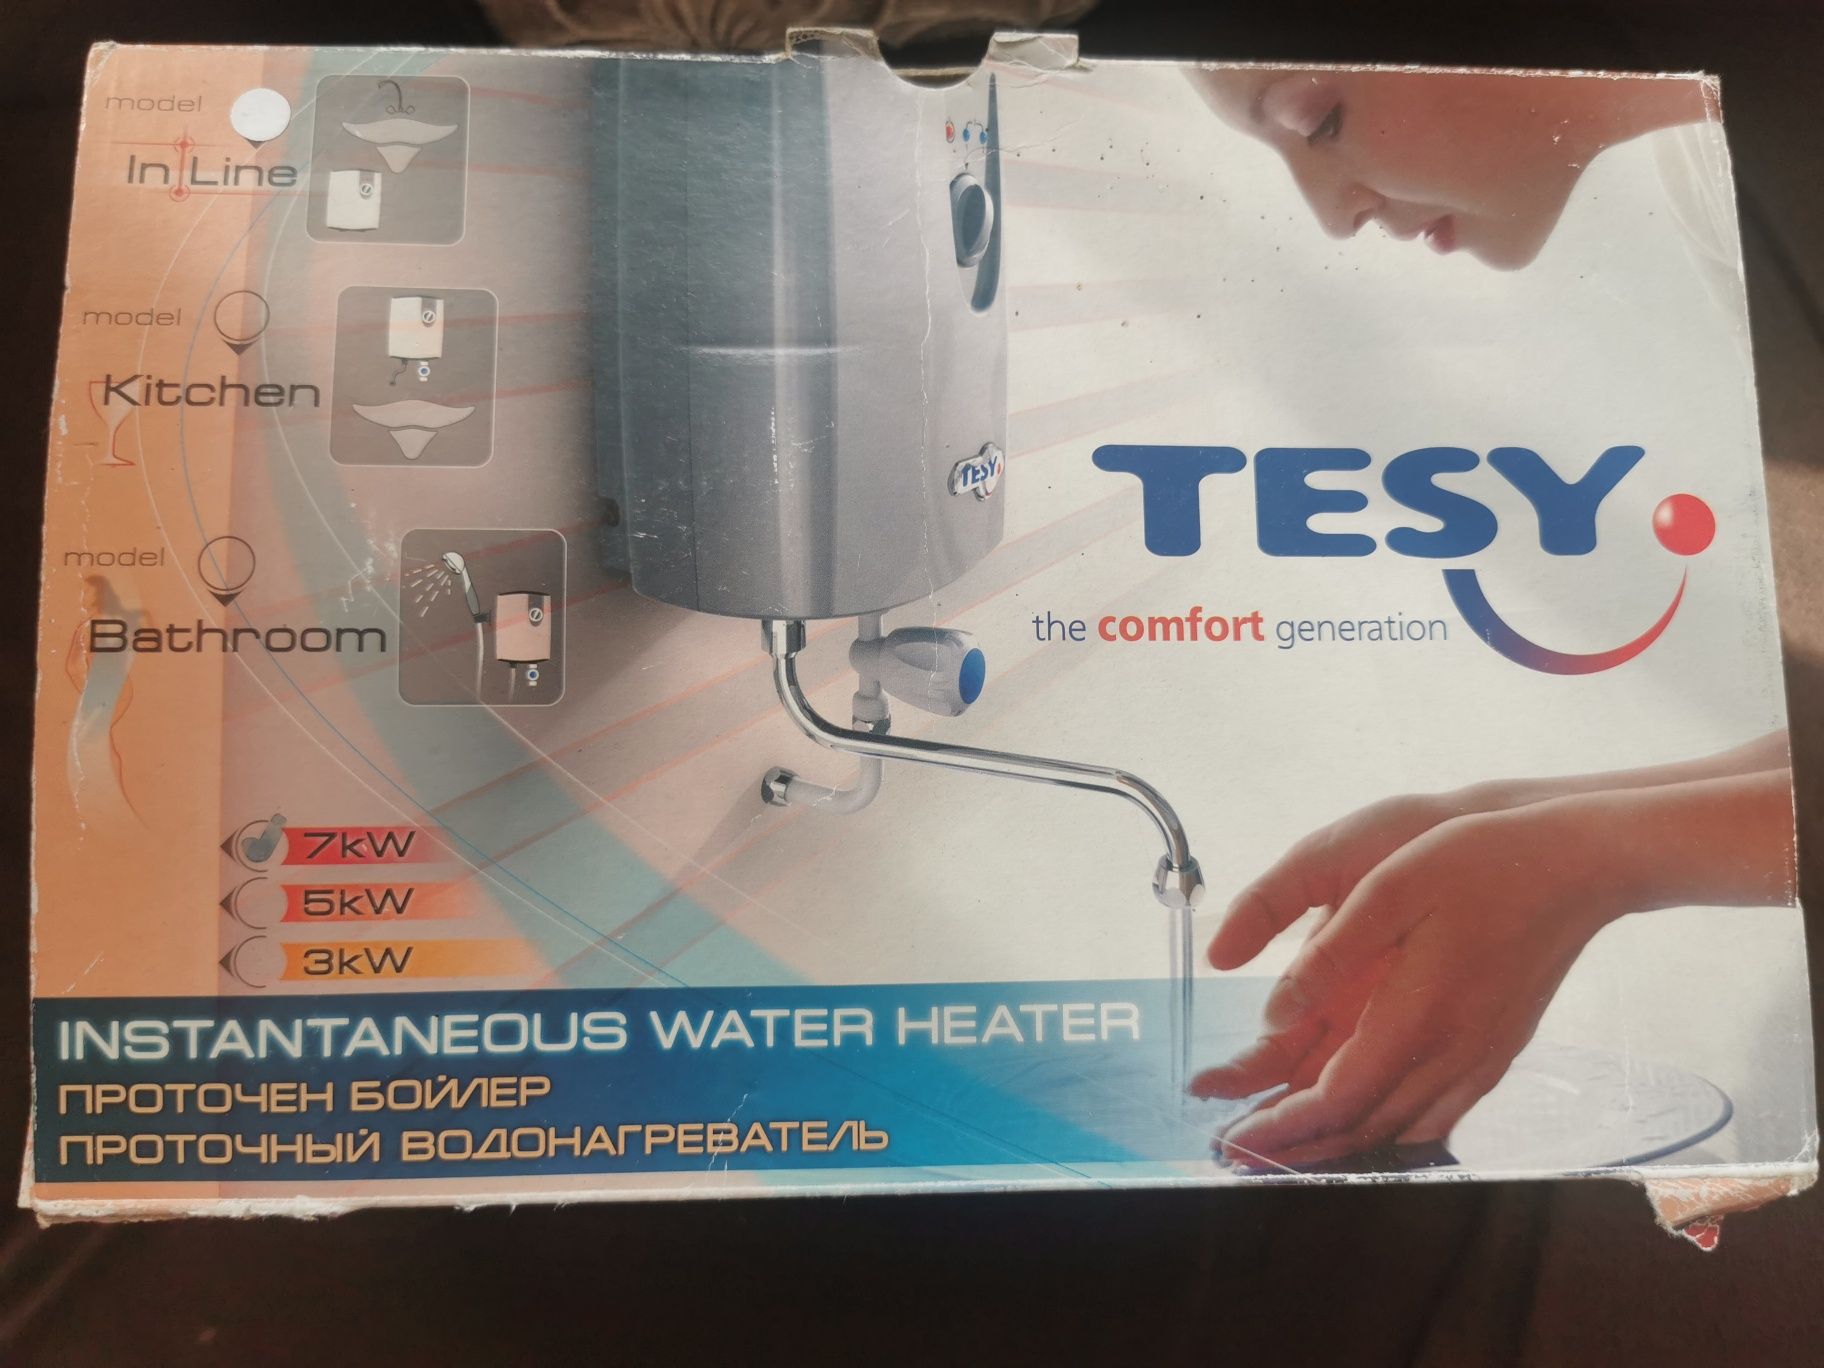 model
In Line
model
Kitchen
model
Bathroom
TESY
TESY
the comfort generation
7kW
5kW
3kW
INSTANTANEOUS WATER HEATER
ПРОТОЧЕН БОЙЛЕР
ПРОТОЧНЫЙ ВОДОНАГРЕВАТЕЛЬ